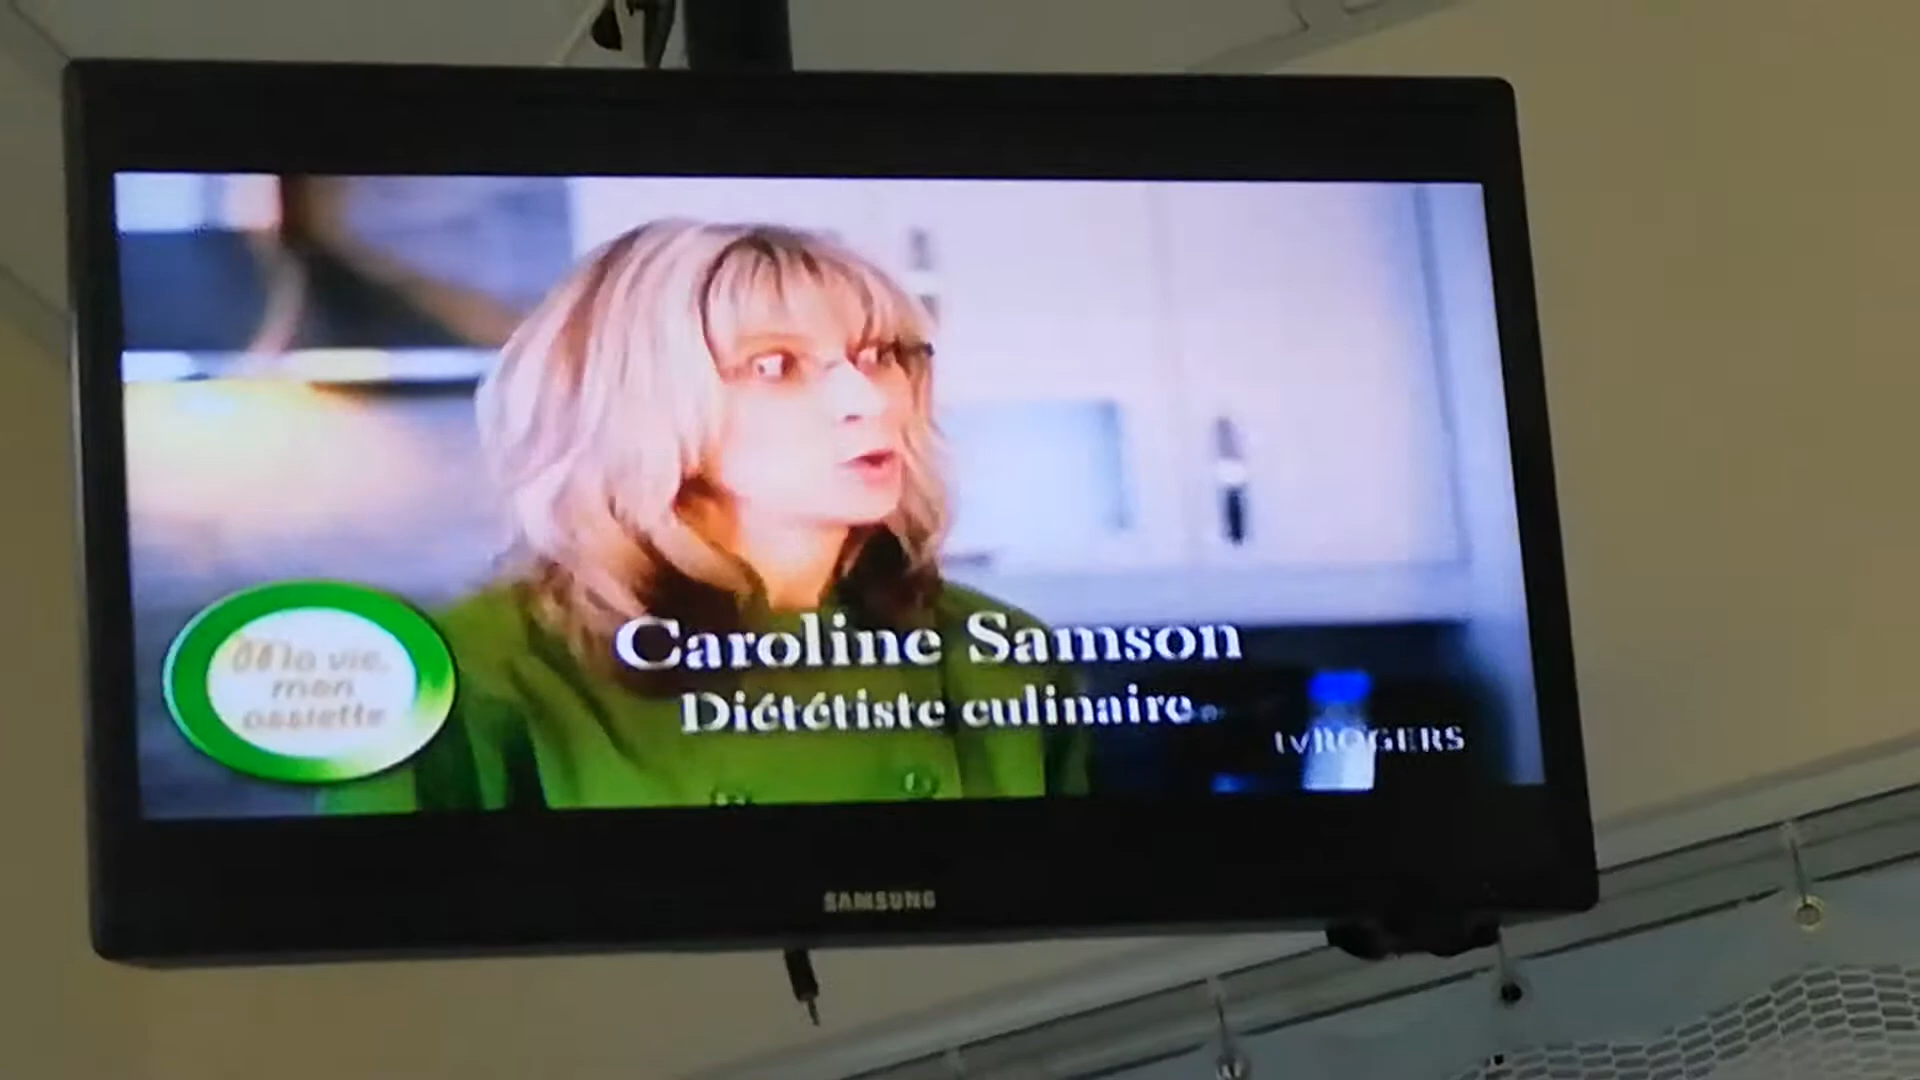 Ma vie,
mon
assiette
Caroline Samson
Diététiste culinaire
tvROGERS
SAMSUNG